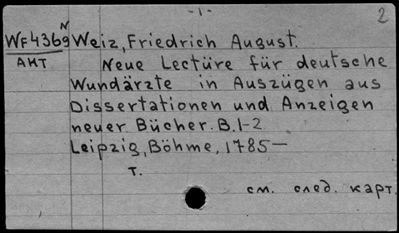 -1- 2
WF4369 N Weiz, Friedrich August.
АНТ Neue Lectüre für deutsche
Wundärzte in Auszügen aus
Dissertationen und Anzeigen
neuer Bücher. B.1-2
Leipzig, Böhme, 1785—
т.
см. след. карт.